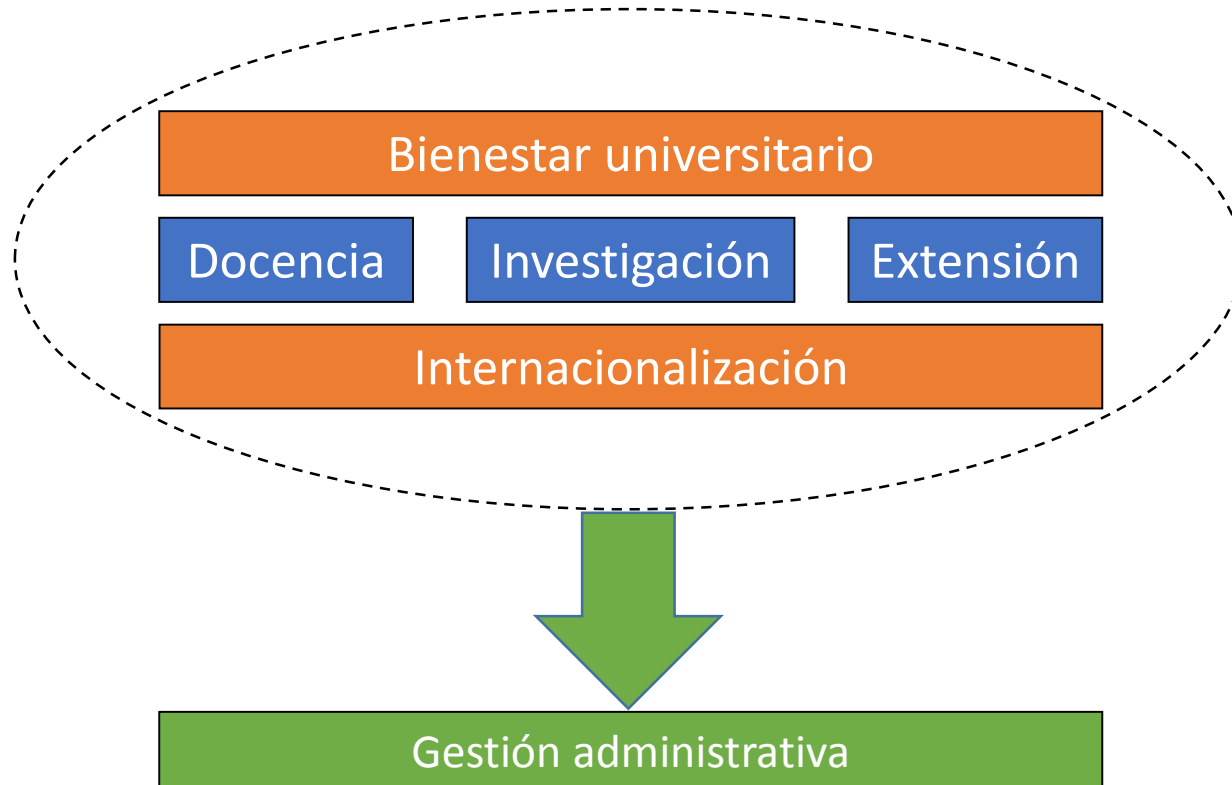 Bienestar universitario
Docencia
Investigación
Extensión
Internacionalización
Gestión administrativa